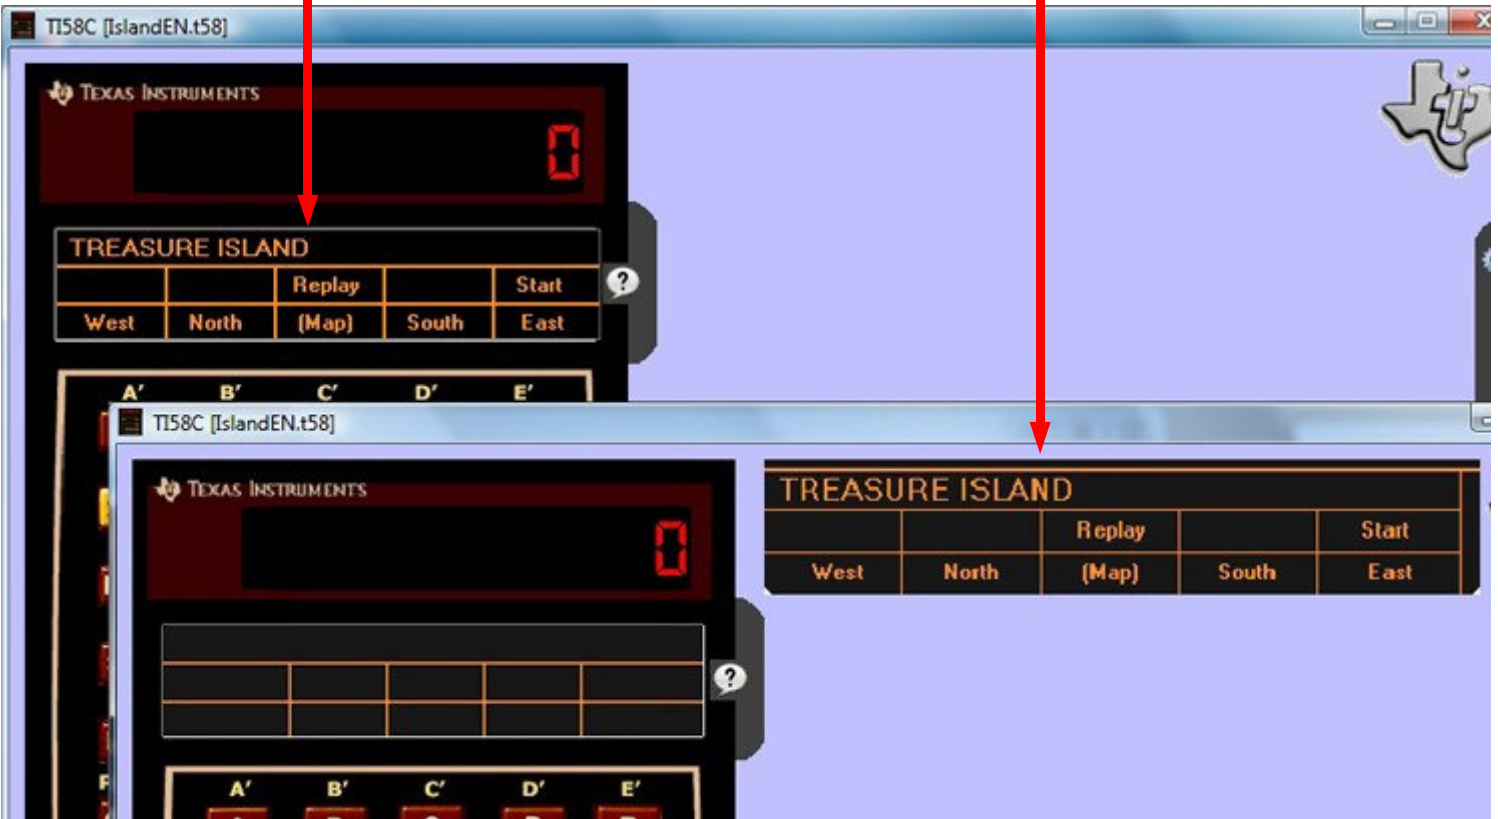 TI58C [IslandEN.t58]
TEXAS INSTRUMENTS
0
TREASURE ISLAND
Replay Start
West North (Map) South East
?
A′ B′ C′ D′ E′
TI58C [IslandEN.t58]
TEXAS INSTRUMENTS
0
?
A′ B′ C′ D′ E′
TREASURE ISLAND
Replay Start
West North (Map) South East